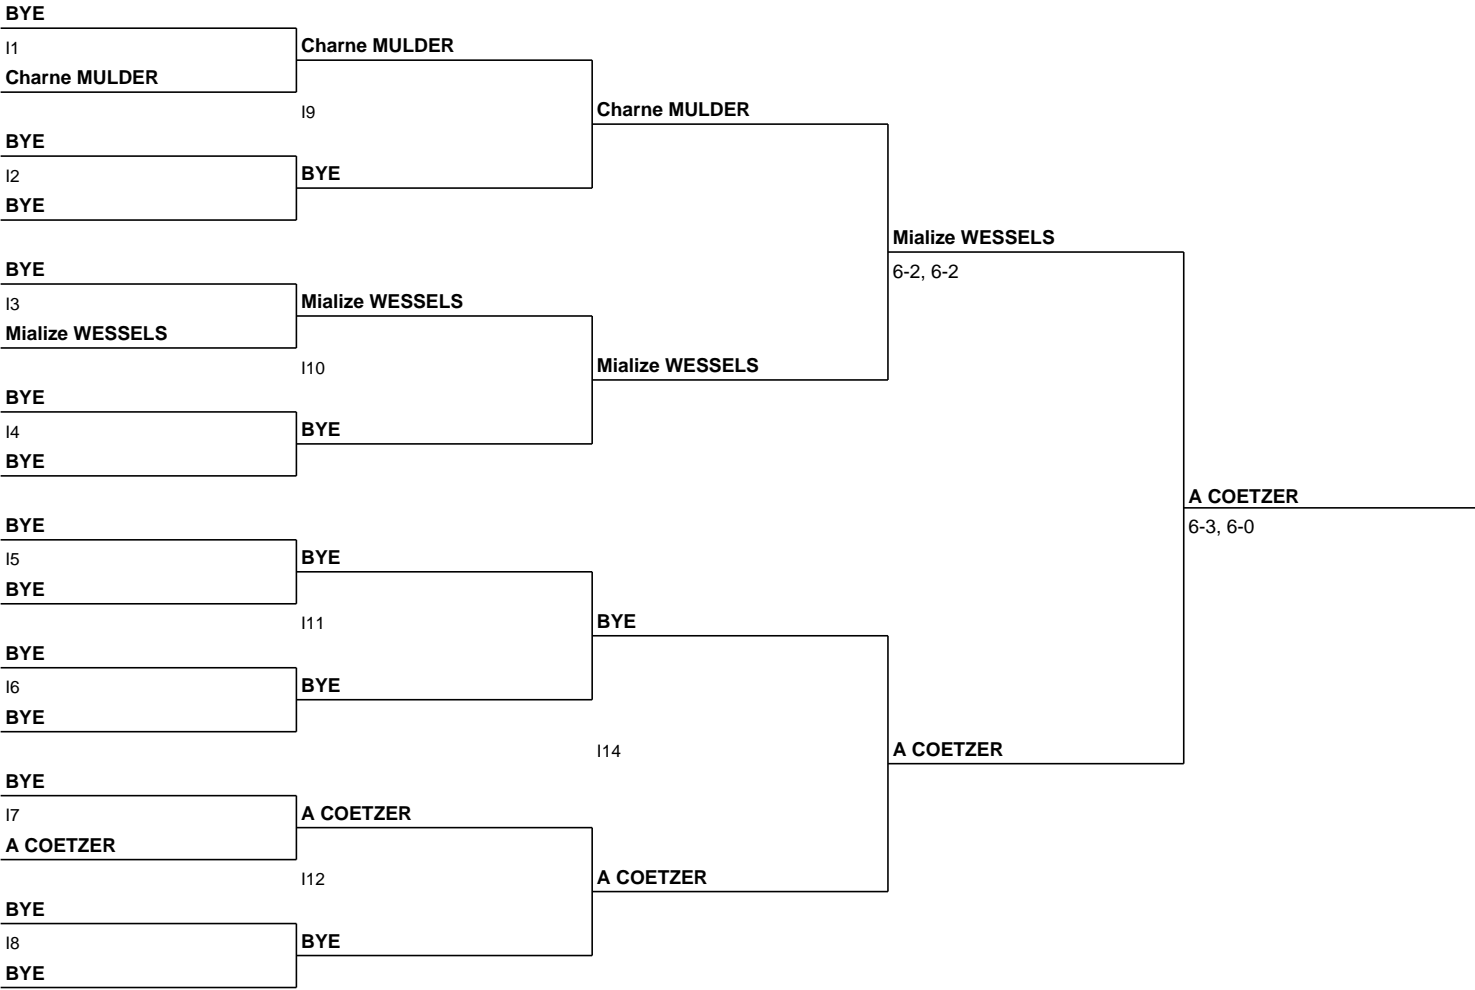 BYE
I1
Charne MULDER
Charne MULDER
I9
BYE
I2
BYE
BYE
Charne MULDER
BYE
I3
Mialize WESSELS
Mialize WESSELS
I10
BYE
I4
BYE
BYE
Mialize WESSELS
Mialize WESSELS
6-2, 6-2
BYE
I5
BYE
BYE
I11
BYE
I6
BYE
BYE
BYE
I14
BYE
I7
A COETZER
A COETZER
I12
BYE
I8
BYE
BYE
A COETZER
A COETZER
A COETZER
6-3, 6-0